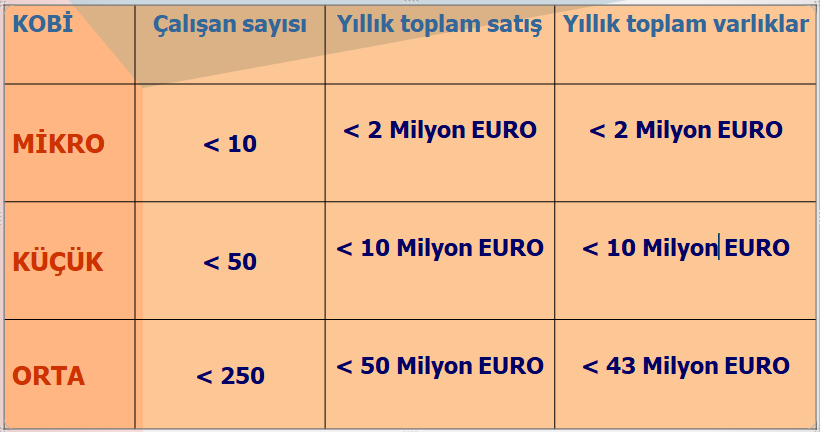 KOBİ Çalışan sayısı Yıllık toplam satış Yıllık toplam varlıklar
MİKRO < 10 < 2 Milyon EURO < 2 Milyon EURO
KÜÇÜK < 50 < 10 Milyon EURO < 10 Milyon EURO
ORTA < 250 < 50 Milyon EURO < 43 Milyon EURO